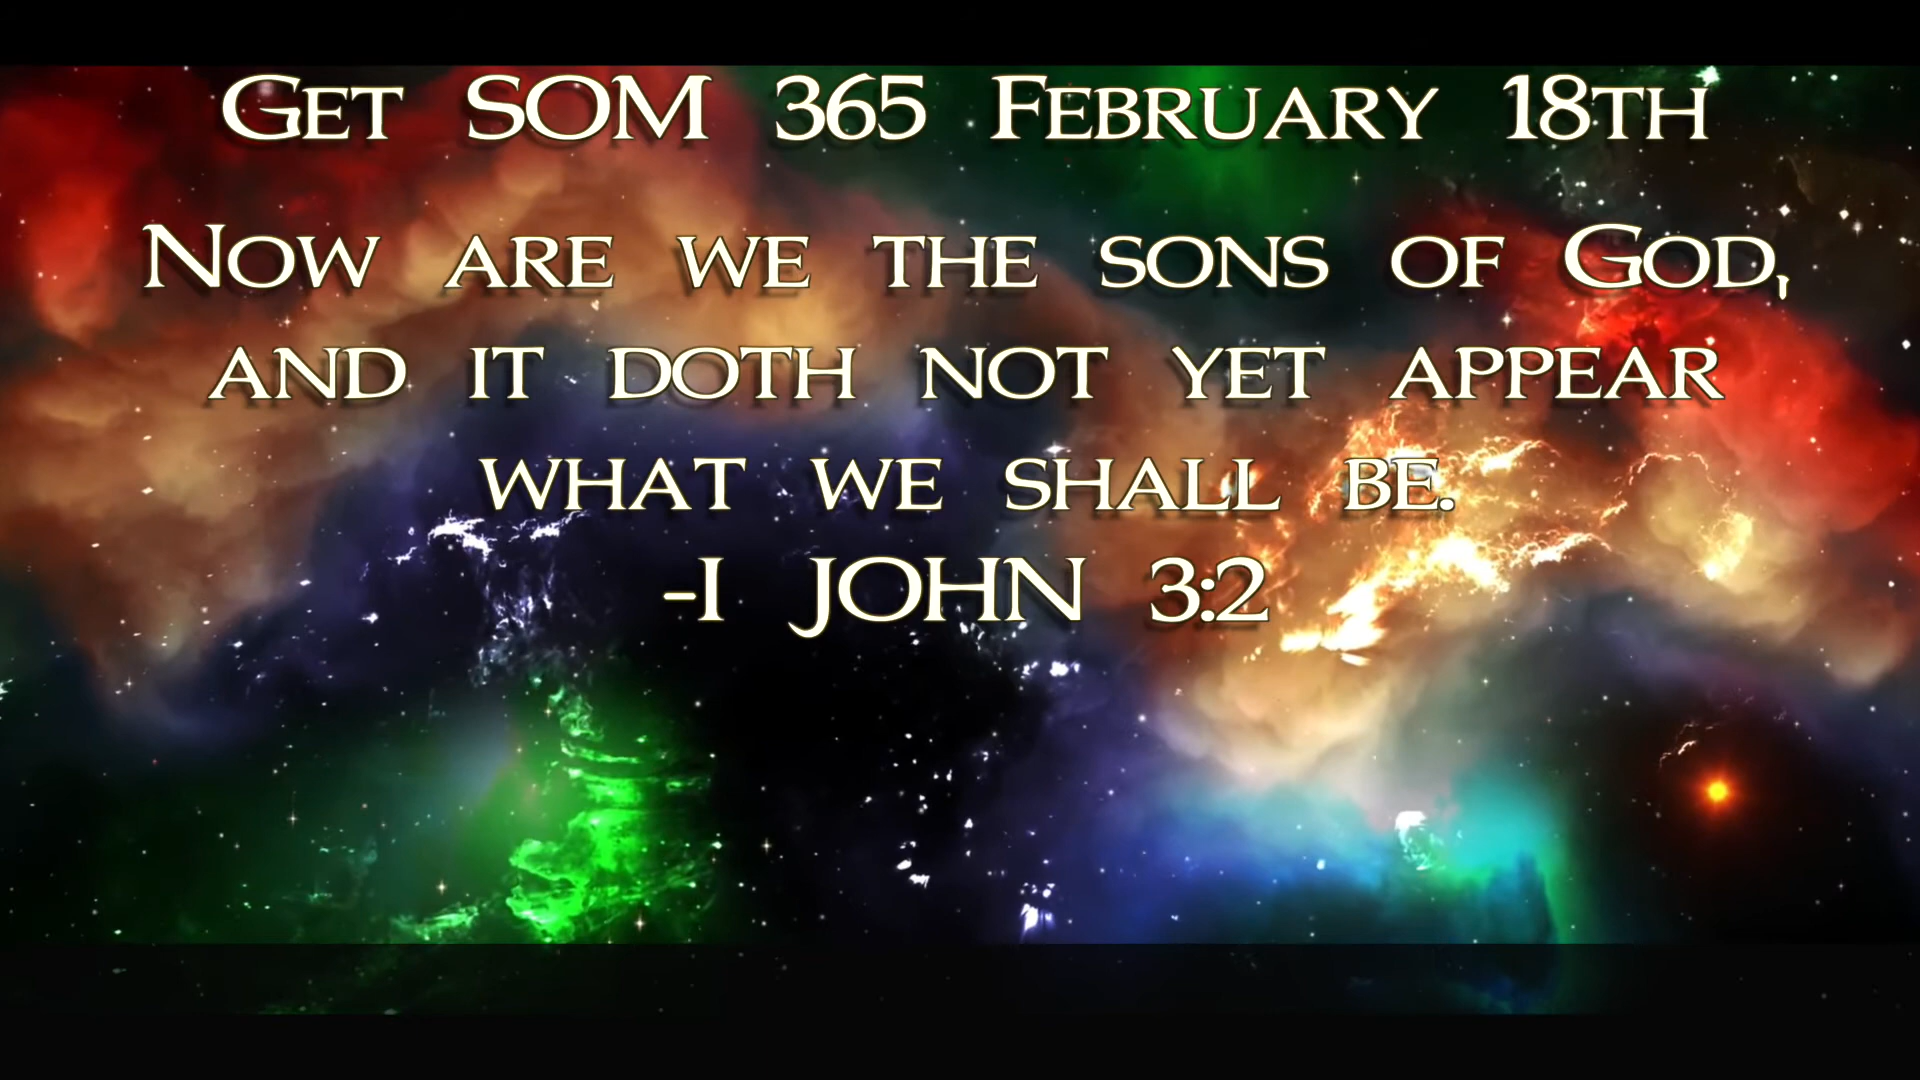 Get SOM 365 February 18th
Now are we the sons of God,
and it doth not yet appear
what we shall be.
-I JOHN 3:2